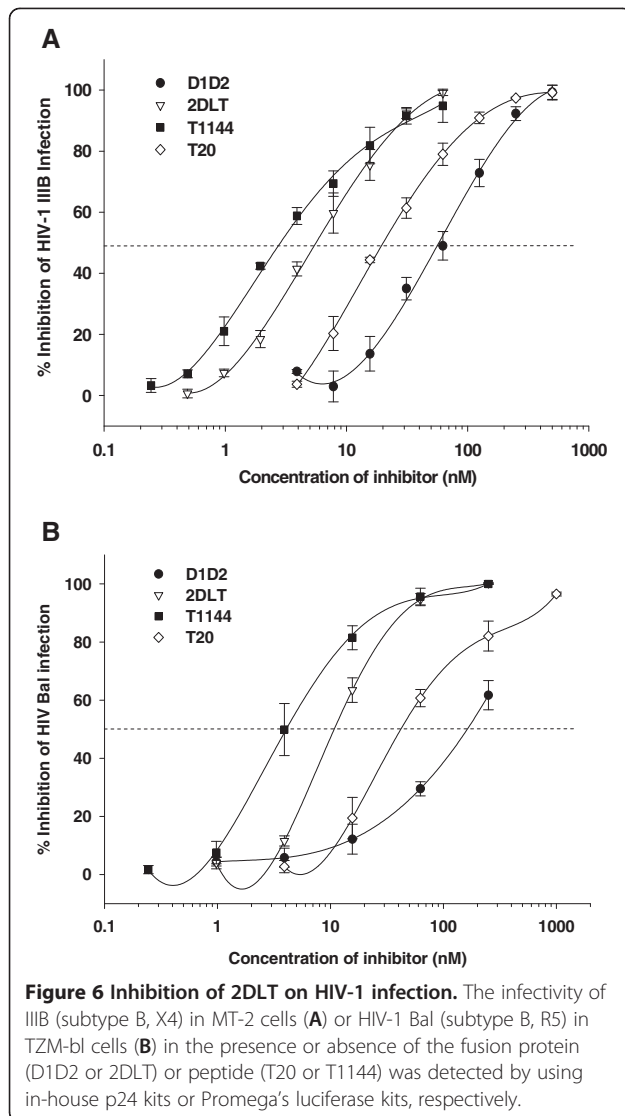 A
D1D2
2DLT
T1144
T20
% Inhibition of HIV-1 IIIB Infection
100
80
60
40
20
0
0.1 1 10 100 1000
Concentration of inhibitor (nM)
B
D1D2
2DLT
T1144
T20
% Inhibition of HIV Bal infection
100
80
60
40
20
0
0.1 1 10 100 1000
Concentration of inhibitor (nM)
Figure 6 Inhibition of 2DLT on HIV-1 infection. The infectivity of
IIIB (subtype B, X4) in MT-2 cells (A) or HIV-1 Bal (subtype B, R5) in
TZM-bl cells (B) in the presence or absence of the fusion protein
(D1D2 or 2DLT) or peptide (T20 or T1144) was detected by using
in-house p24 kits or Promega's luciferase kits, respectively.